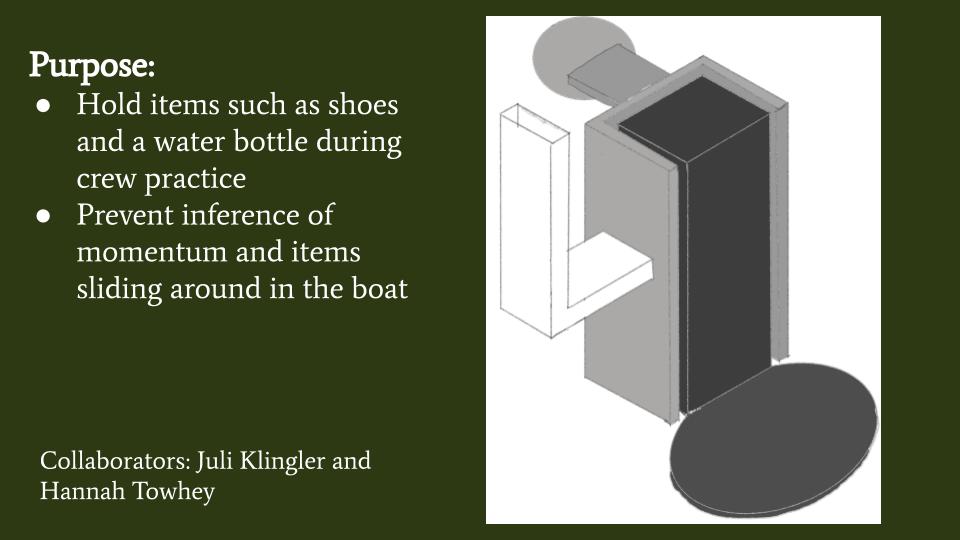 Purpose:
● Hold items such as shoes
and a water bottle during
crew practice
● Prevent inference of
momentum and items
sliding around in the boat
Collaborators: Juli Klingler and
Hannah Towhey